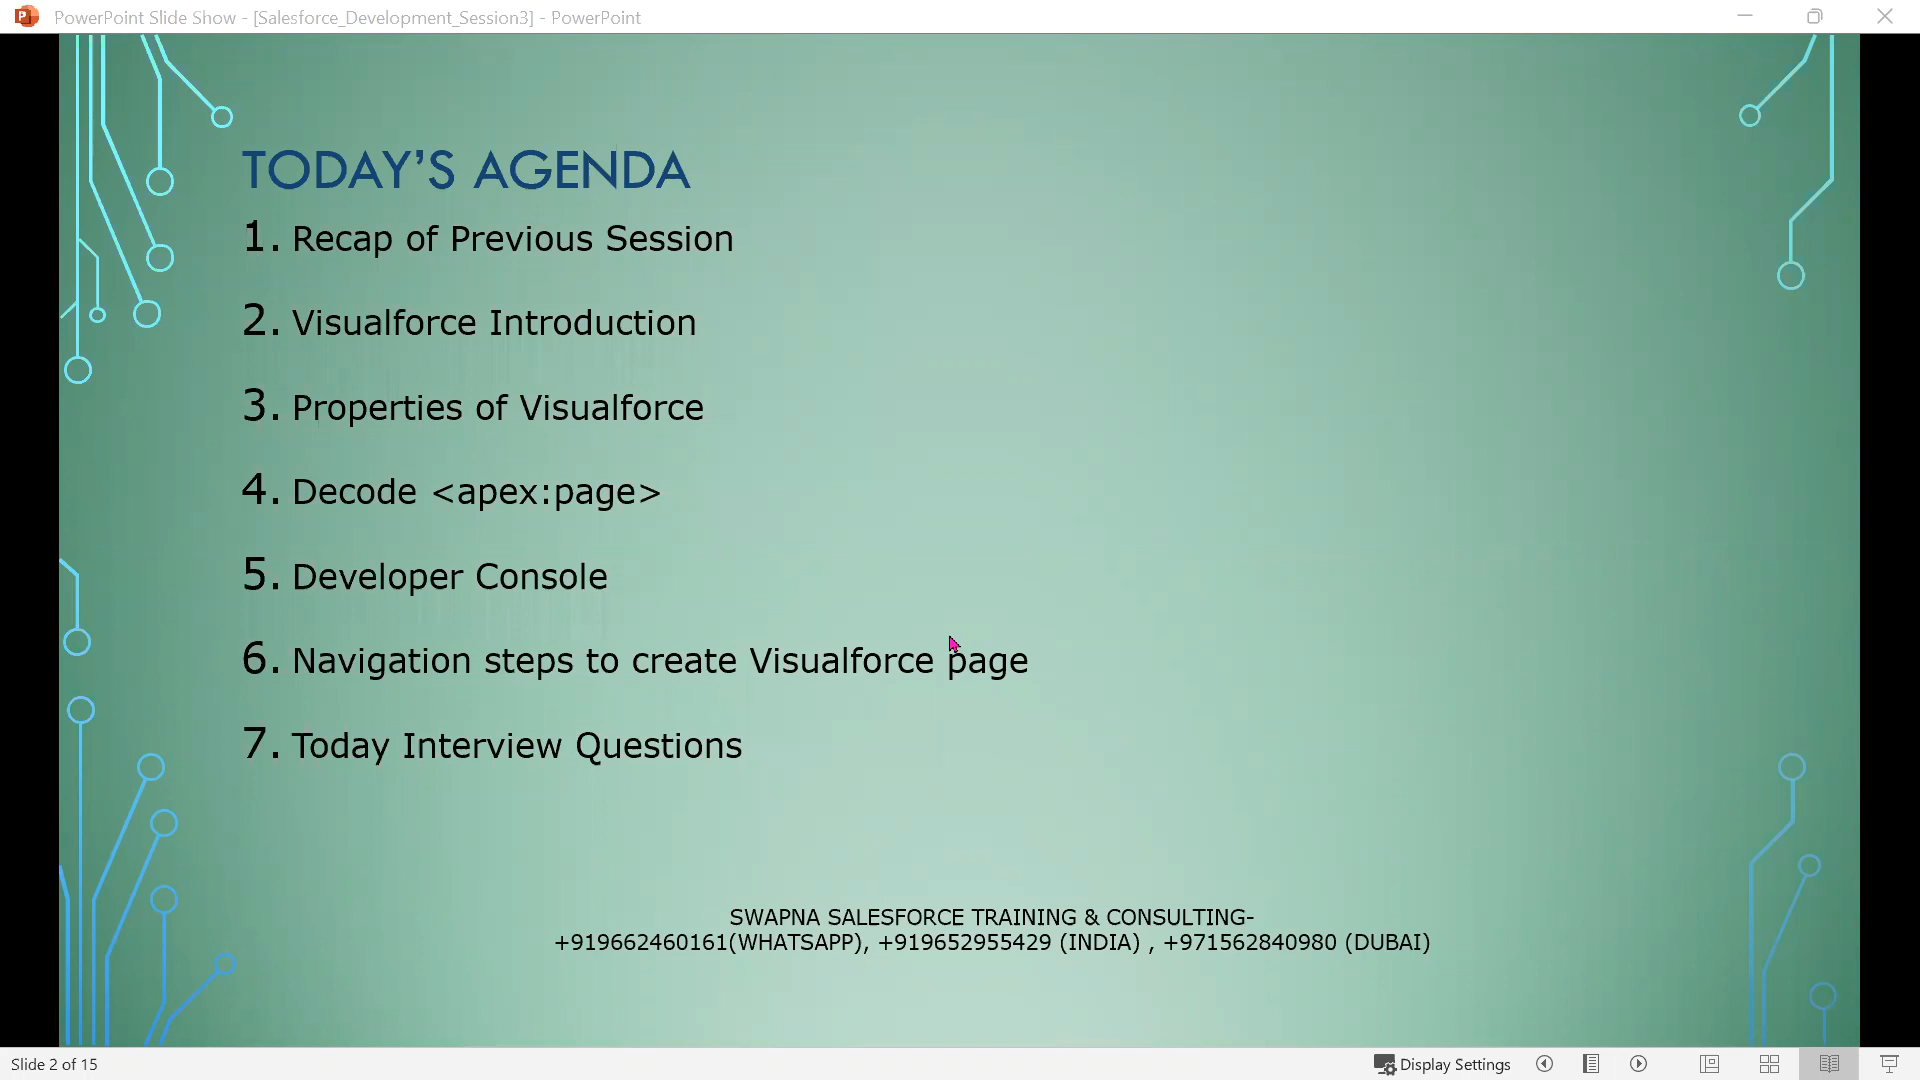 PowerPoint Slide Show - [Salesforce_Development_Session3] - PowerPoint
TODAY’S AGENDA
1. Recap of Previous Session
2. Visualforce Introduction
3. Properties of Visualforce
4. Decode <apex:page>
5. Developer Console
6. Navigation steps to create Visualforce page
7. Today Interview Questions
SWAPNA SALESFORCE TRAINING & CONSULTING-
+919662460161(WHATSAPP), +919652955429 (INDIA) , +971562840980 (DUBAI)
Slide 2 of 15
Display Settings